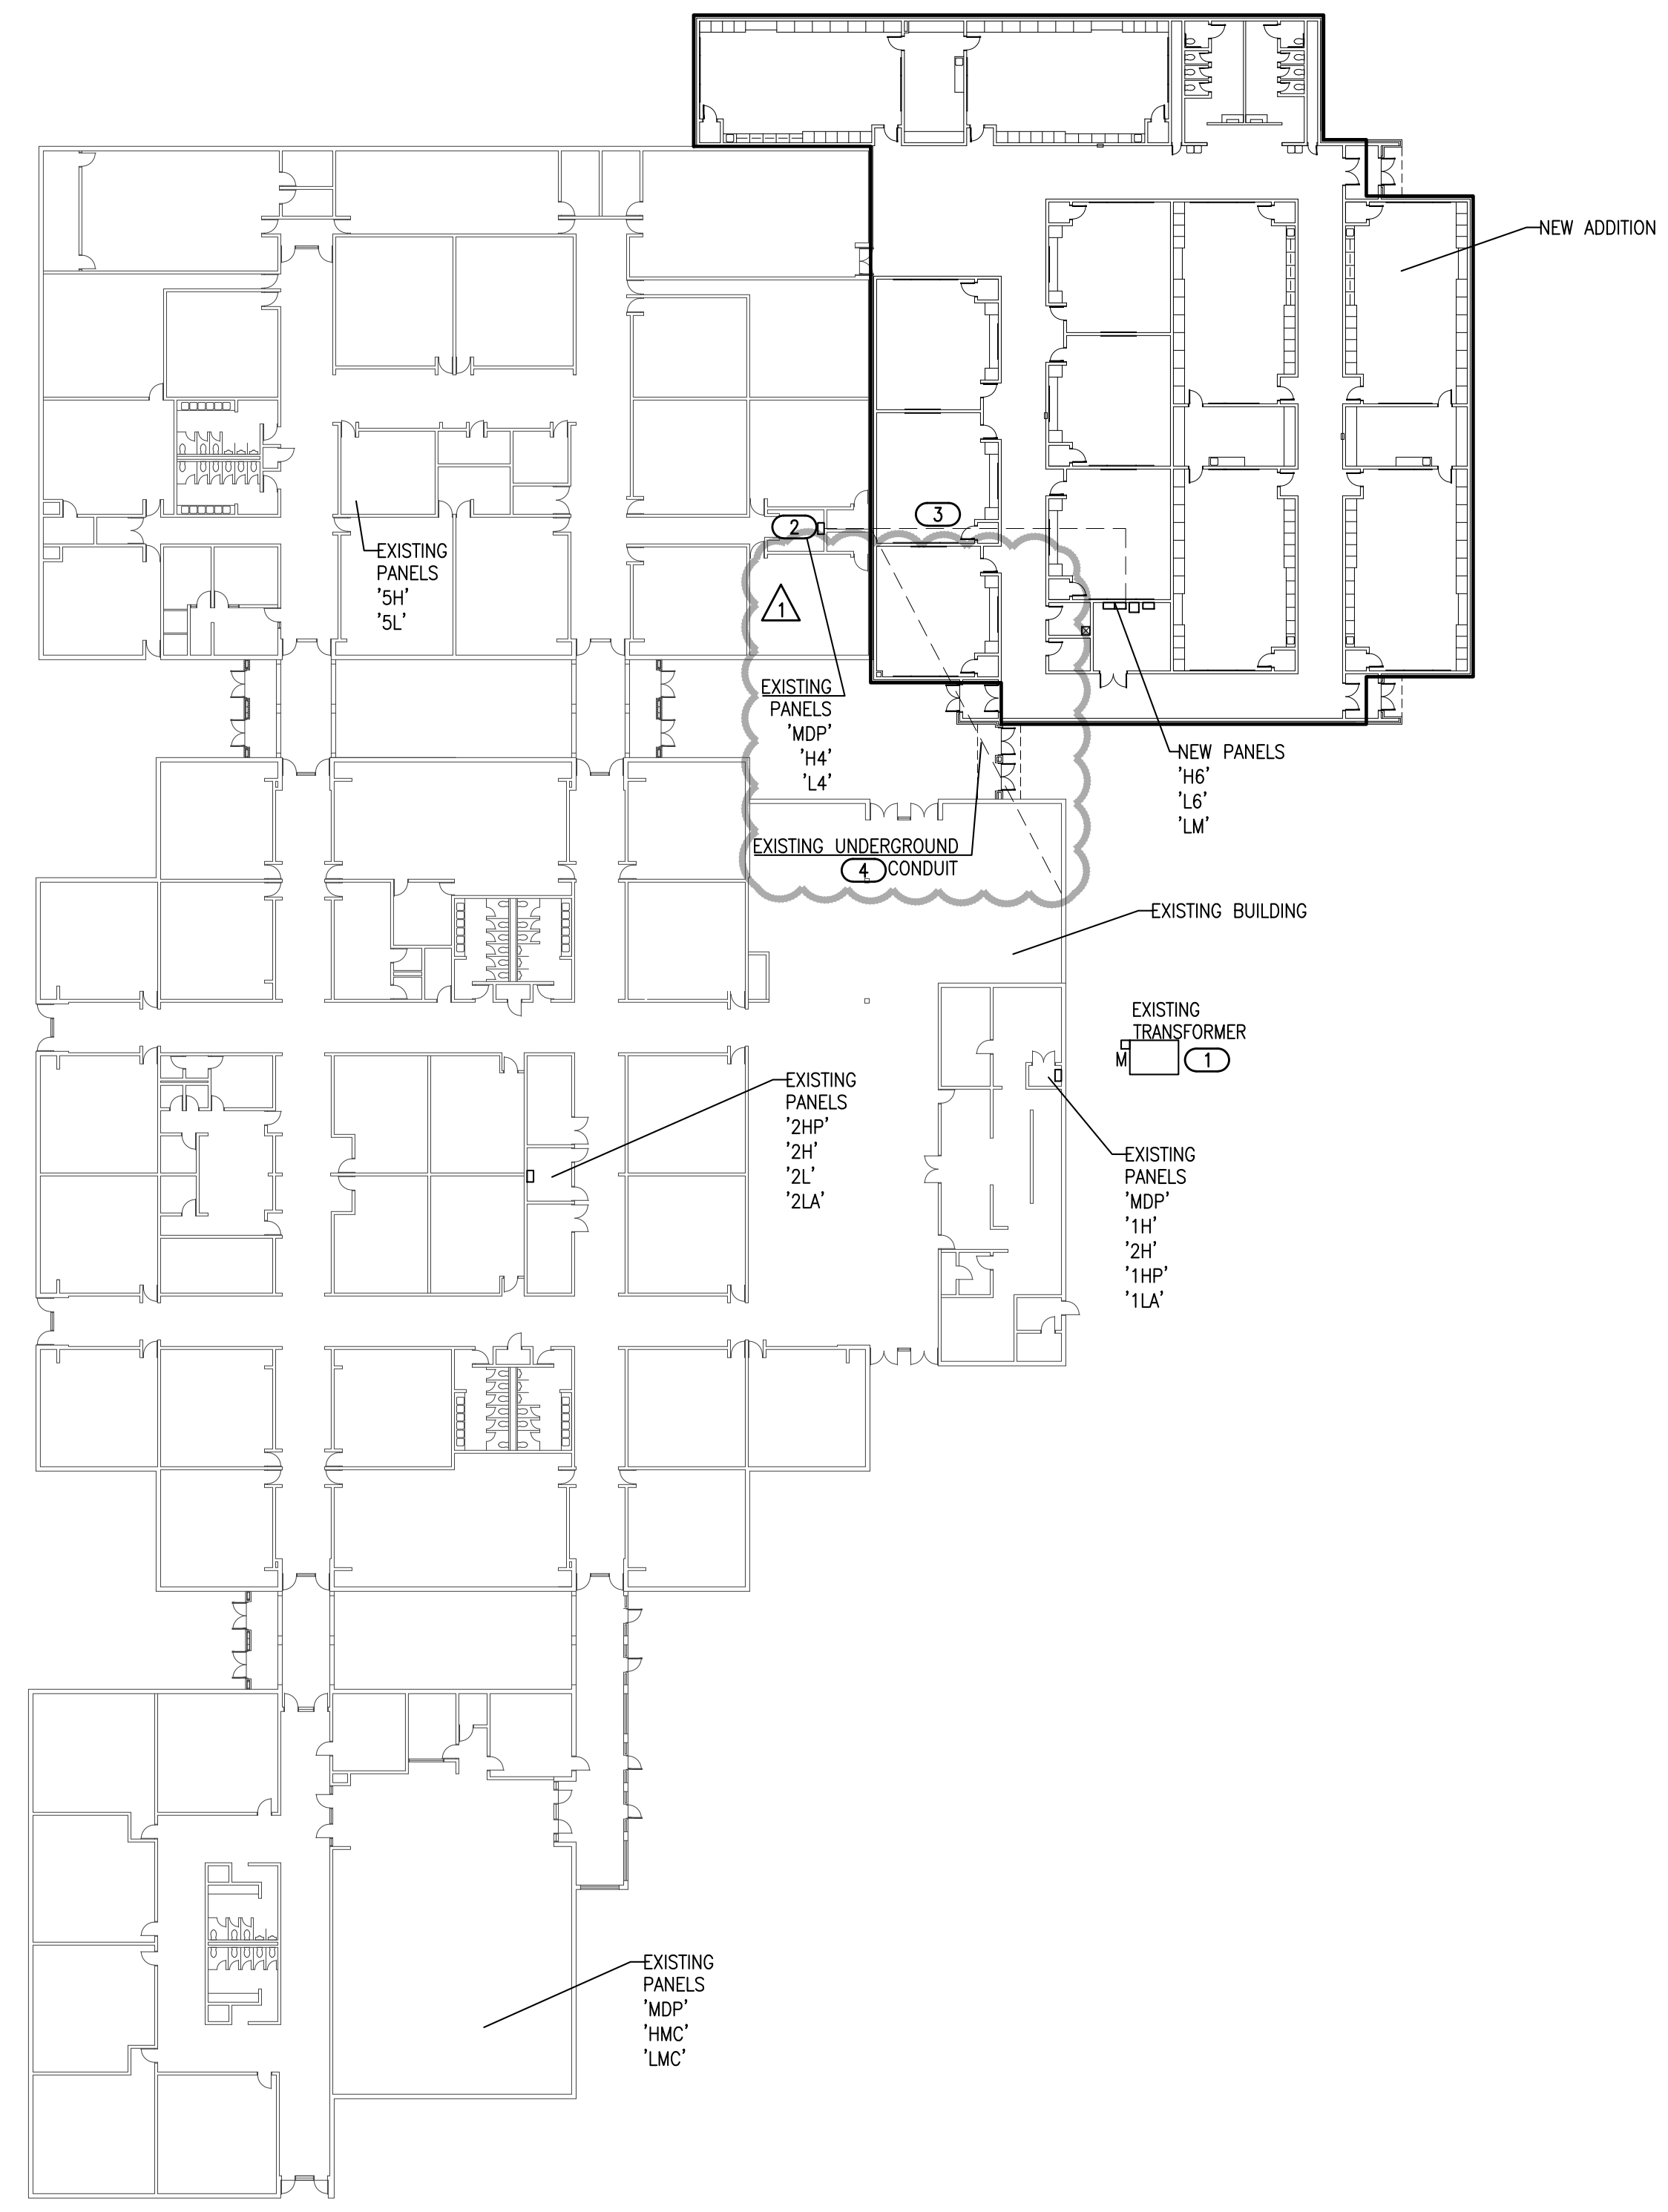 NEW ADDITION
2
3
EXISTING
PANELS
'5H'
'5L'
1
EXISTING
PANELS
'MDP'
'H4'
'L4'
NEW PANELS
'H6'
'L6'
'LM'
EXISTING UNDERGROUND
4 CONDUIT
EXISTING BUILDING
EXISTING
TRANSFORMER
M
1
EXISTING
PANELS
'2HP'
'2H'
'2L'
'2LA'
EXISTING
PANELS
'MDP'
'1H'
'2H'
'1HP'
'1LA'
EXISTING
PANELS
'MDP'
'HMC'
'LMC'